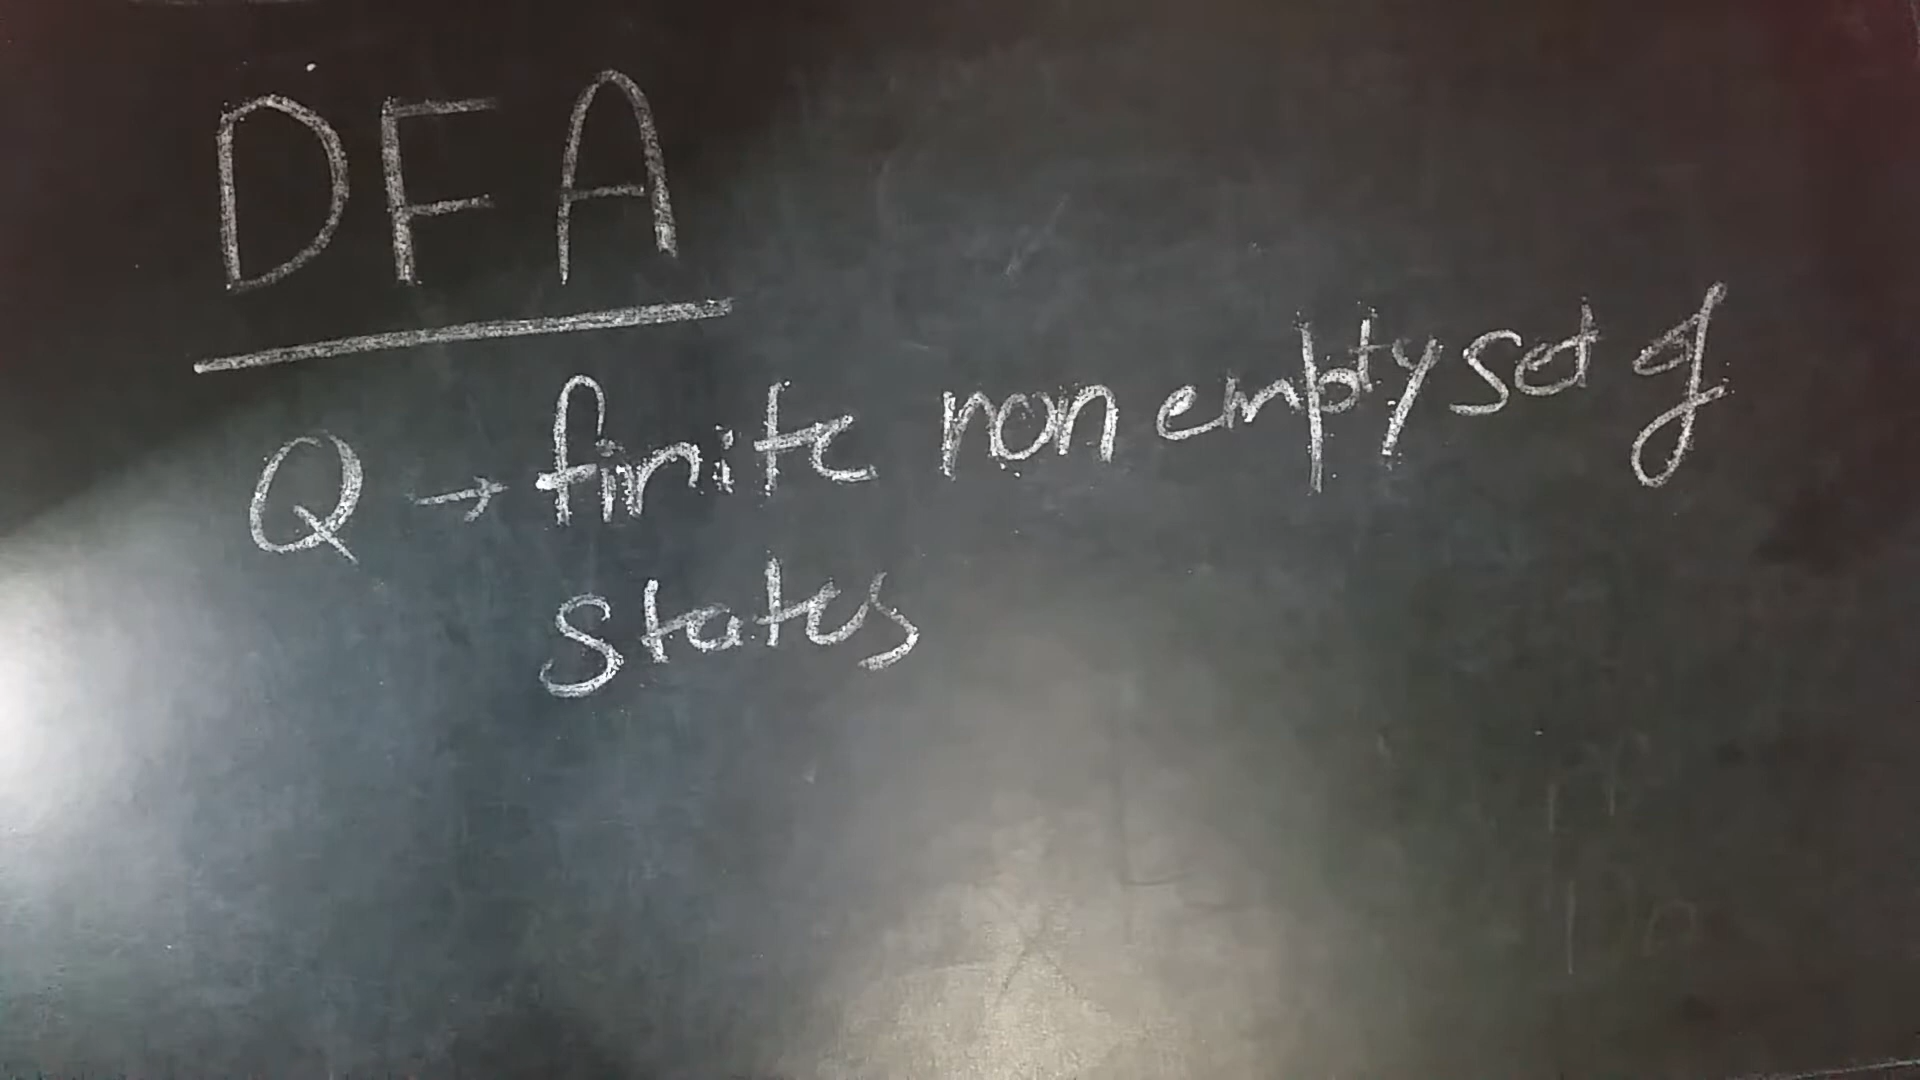 DFA
Q → finite non empty set of
states